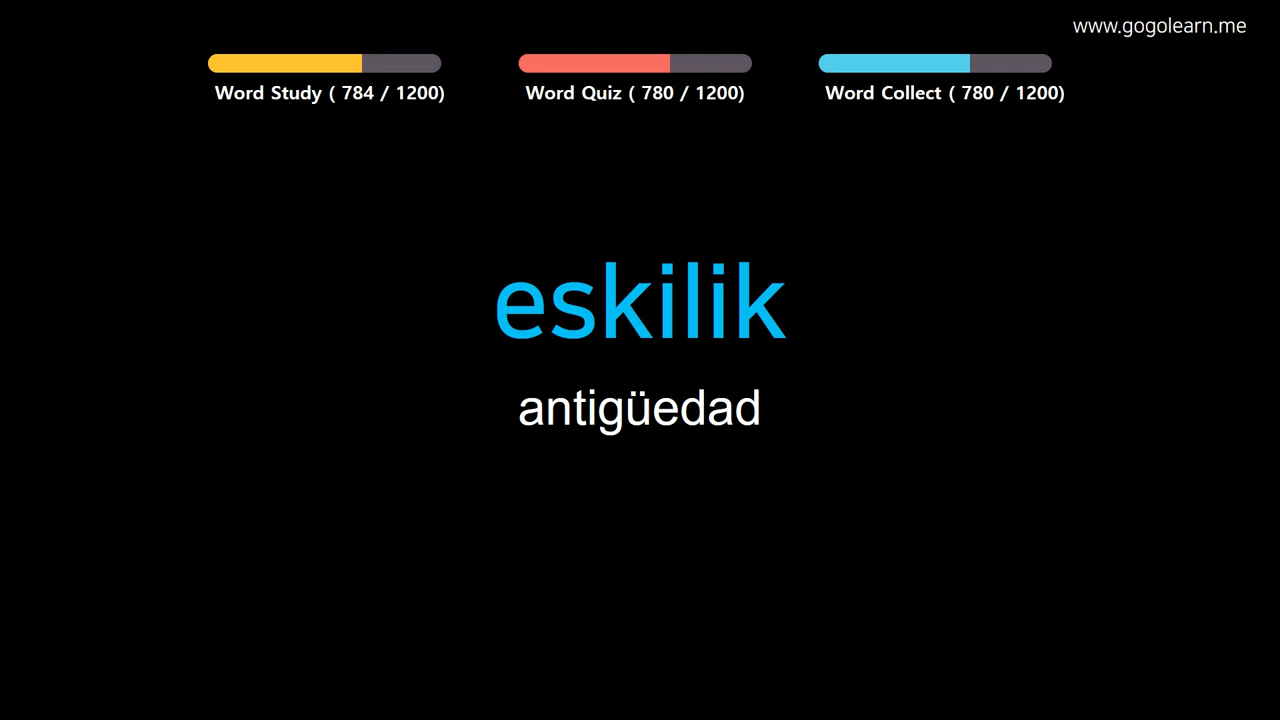 www.gogolearn.me
Word Study ( 784 / 1200)
Word Quiz ( 780 / 1200)
Word Collect ( 780 / 1200)
eskilik
antigüedad